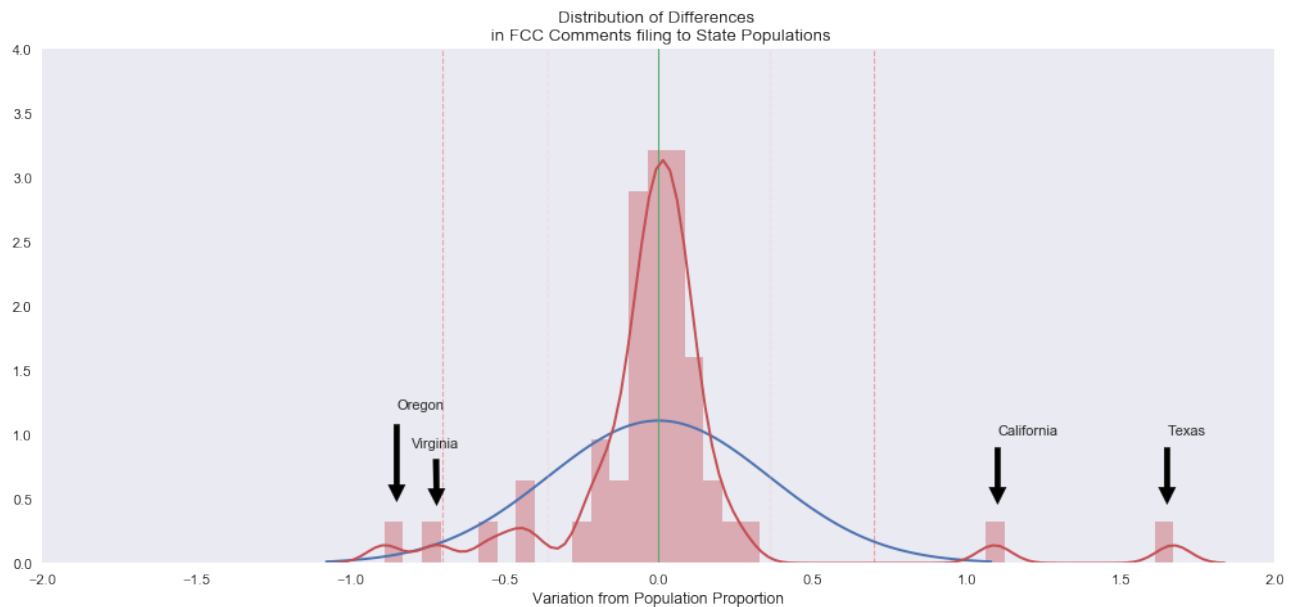 Distribution of Differences
in FCC Comments filing to State Populations
4.0
3.5
3.0
2.5
2.0
1.5
1.0
0.5
0.0
Oregon
Virginia
California
Texas
−2.0 −1.5 −1.0 −0.5 0.0 0.5 1.0 1.5 2.0
Variation from Population Proportion